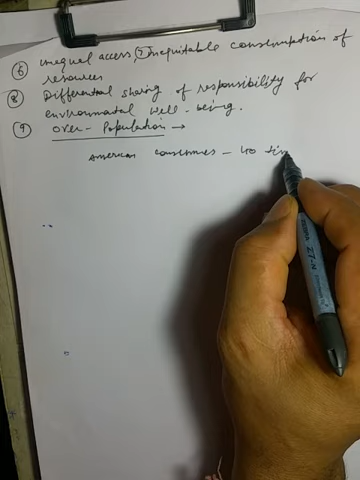 ⑥ unequal access, ⑦ inequitable consumption of
resources
⑧ Differential sharing of responsibility for
environmental well-being.
⑨ over-Population →
American consumes - 40 tim